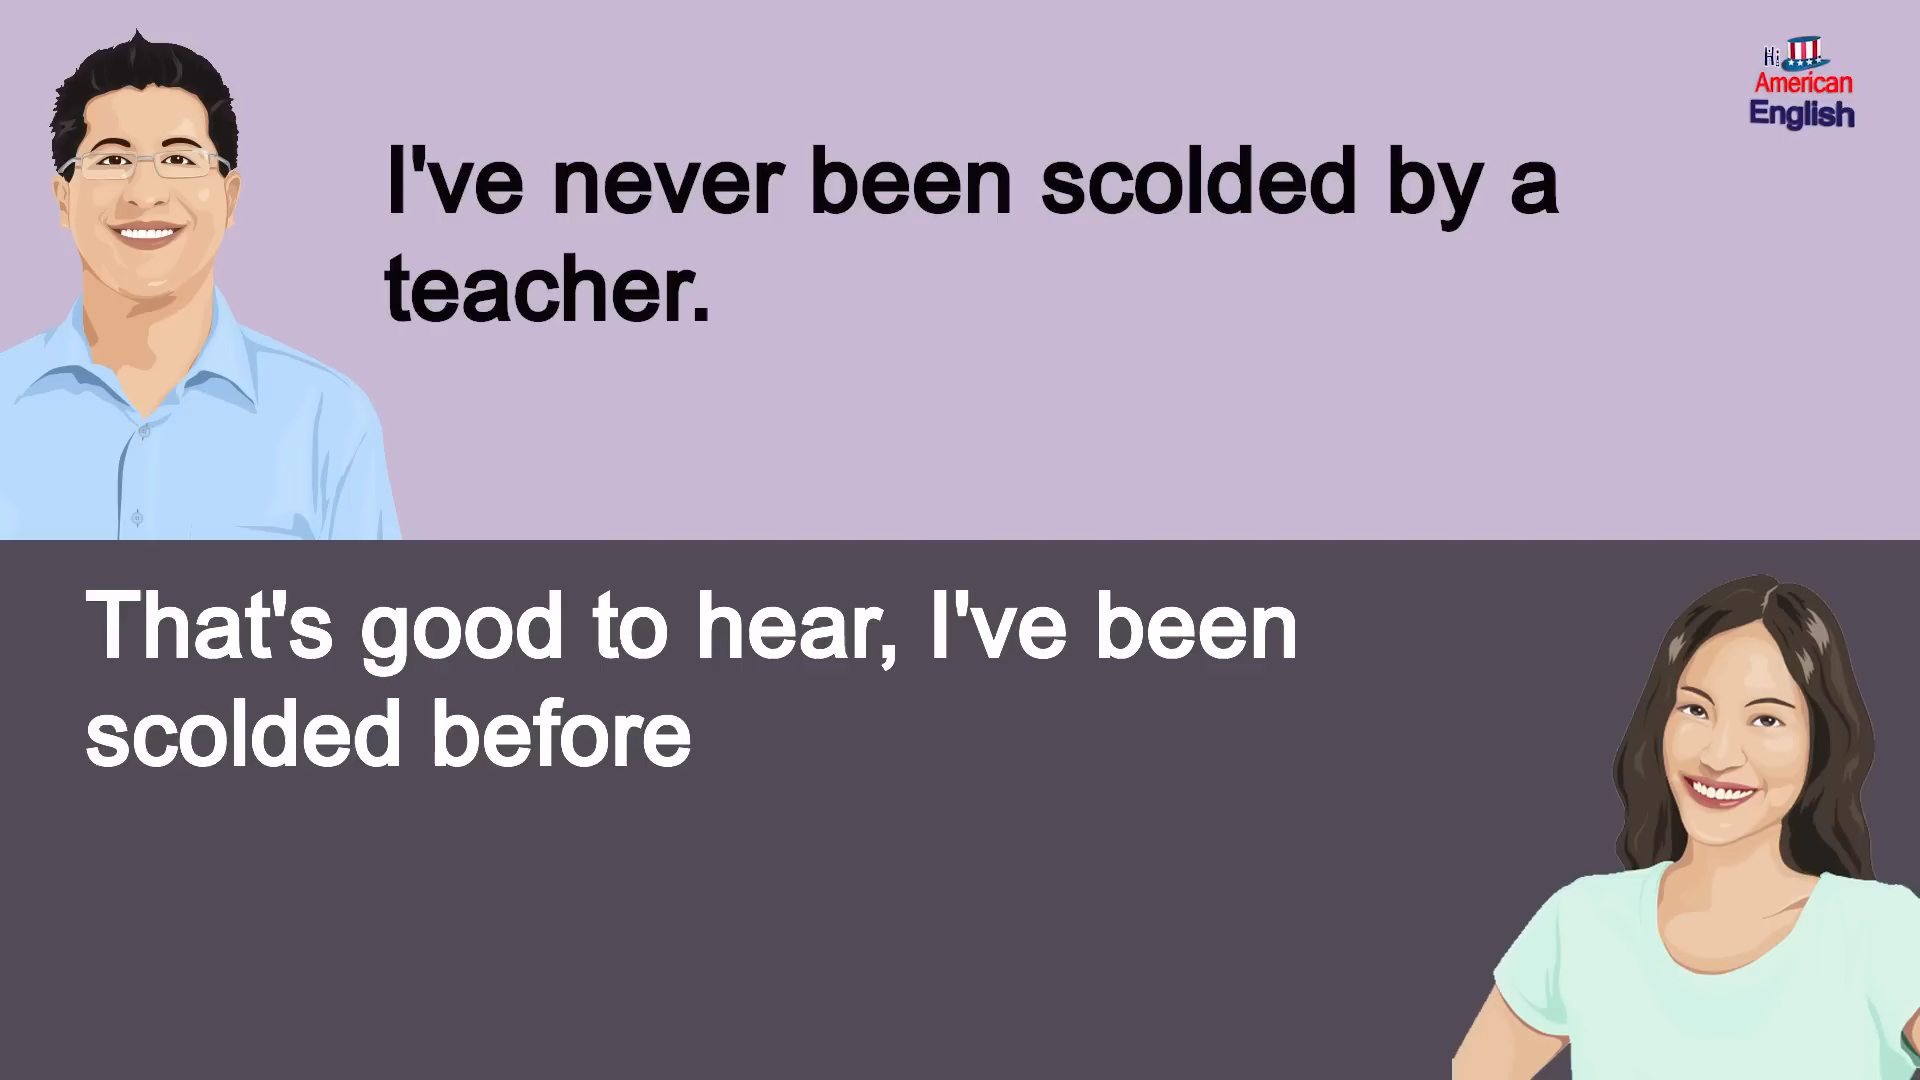 Hi
American
English
I've never been scolded by a
teacher.
That's good to hear, I've been
scolded before